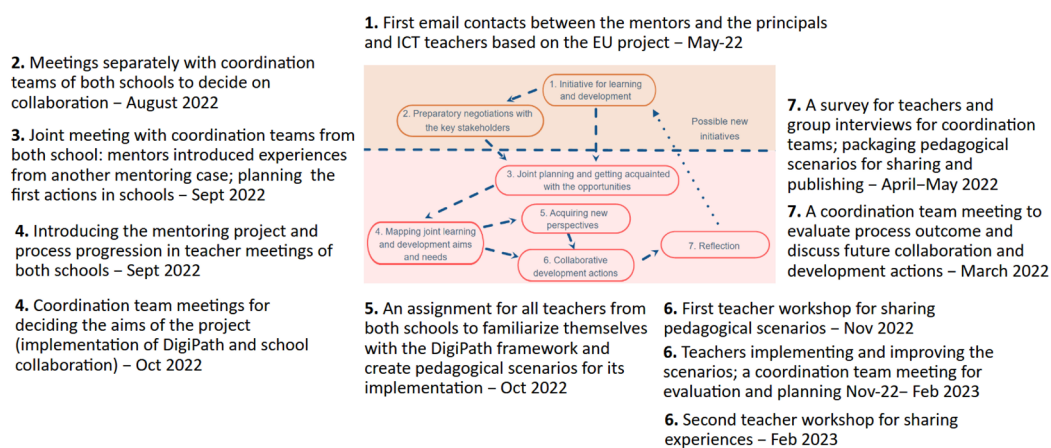 1. First email contacts between the mentors and the principals
and ICT teachers based on the EU project – May-22
2. Meetings separately with coordination
teams of both schools to decide on
collaboration – August 2022
3. Joint meeting with coordination teams from
both school: mentors introduced experiences
from another mentoring case; planning the
first actions in schools – Sept 2022
4. Introducing the mentoring project and
process progression in teacher meetings of
both schools – Sept 2022
4. Coordination team meetings for
deciding the aims of the project
(implementation of DigiPath and school
collaboration) – Oct 2022
1. Initiative for learning
and development
2. Preparatory negotiations with
the key stakeholders
Possible new
initiatives
3. Joint planning and getting acquainted
with the opportunities
4. Mapping joint learning
and development aims
and needs
5. Acquiring new
perspectives
6. Collaborative
development actions
7. Reflection
5. An assignment for all teachers from
both schools to familiarize themselves
with the DigiPath framework and
create pedagogical scenarios for its
implementation – Oct 2022
6. First teacher workshop for sharing
pedagogical scenarios – Nov 2022
6. Teachers implementing and improving the
scenarios; a coordination team meeting for
evaluation and planning Nov-22– Feb 2023
6. Second teacher workshop for sharing
experiences – Feb 2023
7. A survey for teachers and
group interviews for coordination
teams; packaging pedagogical
scenarios for sharing and
publishing – April–May 2022
7. A coordination team meeting to
evaluate process outcome and
discuss future collaboration and
development actions – March 2022